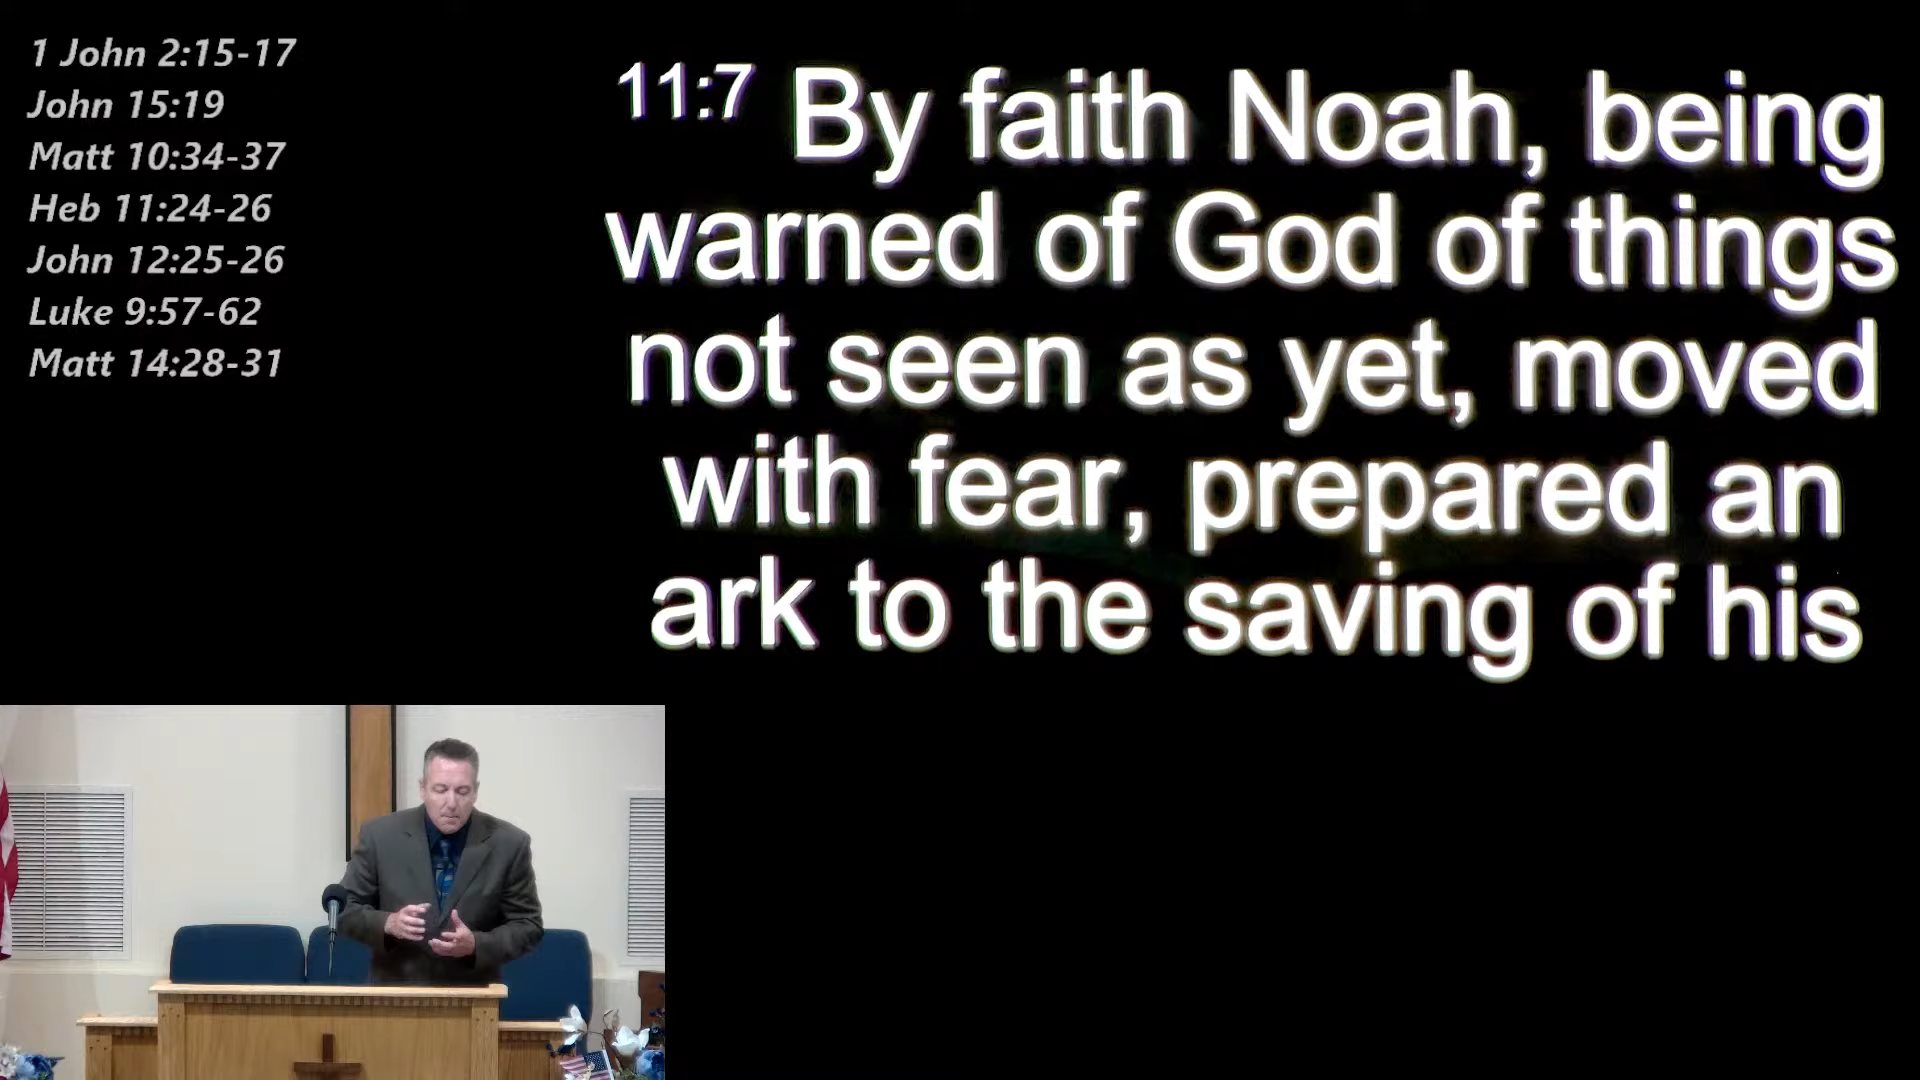 1 John 2:15-17
John 15:19
Matt 10:34-37
Heb 11:24-26
John 12:25-26
Luke 9:57-62
Matt 14:28-31
11:7 By faith Noah, being
warned of God of things
not seen as yet, moved
with fear, prepared an
ark to the saving of his